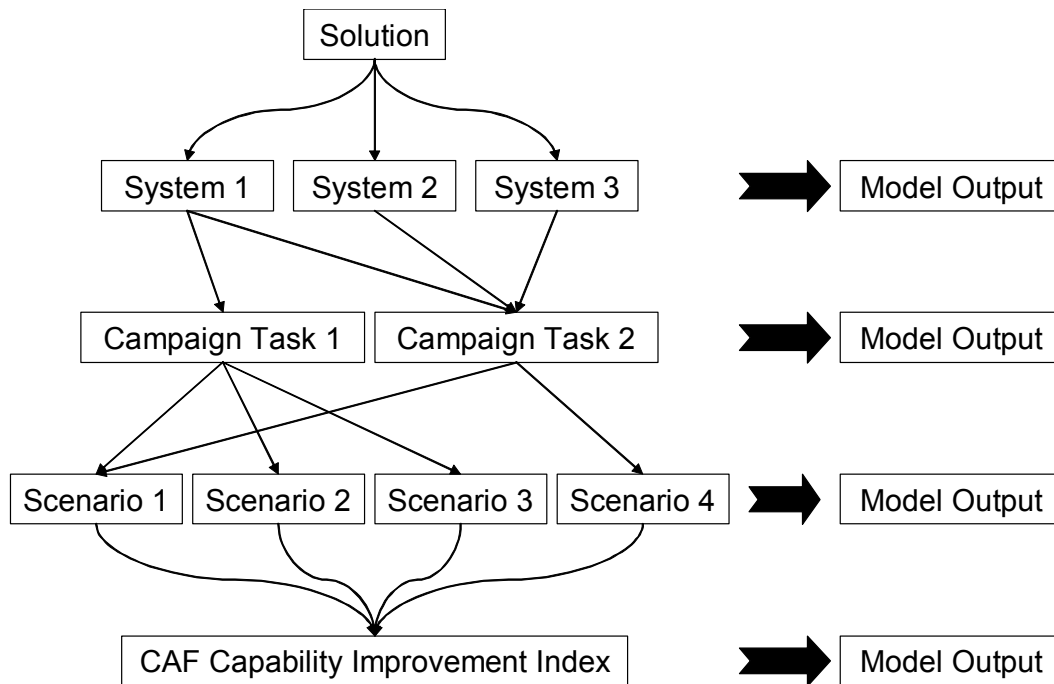 Solution
System 1
System 2
System 3
Model Output
Campaign Task 1
Campaign Task 2
Model Output
Scenario 1
Scenario 2
Scenario 3
Scenario 4
Model Output
CAF Capability Improvement Index
Model Output